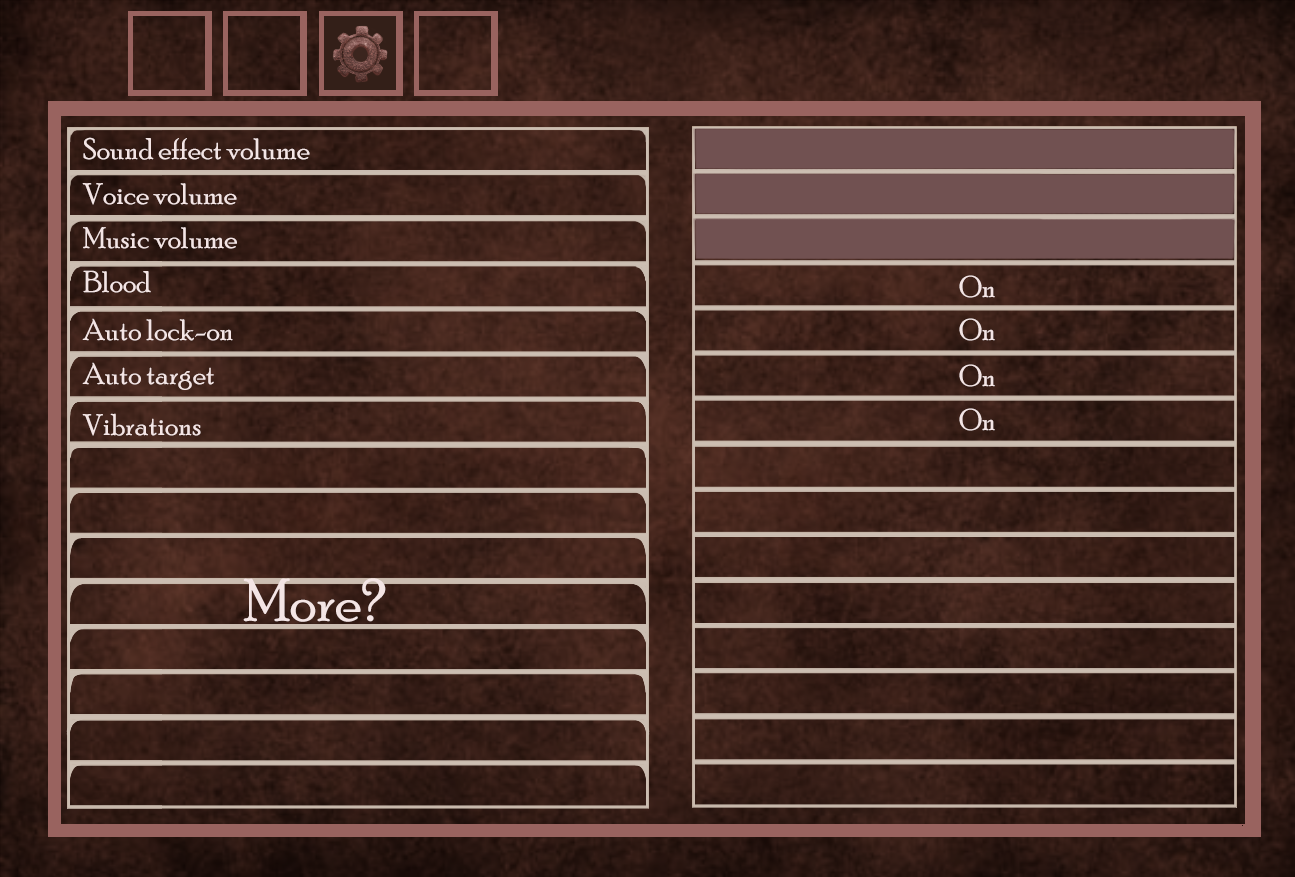 Sound effect volume
Voice volume
Music volume
Blood On
Auto lock-on On
Auto target On
Vibrations On
More?